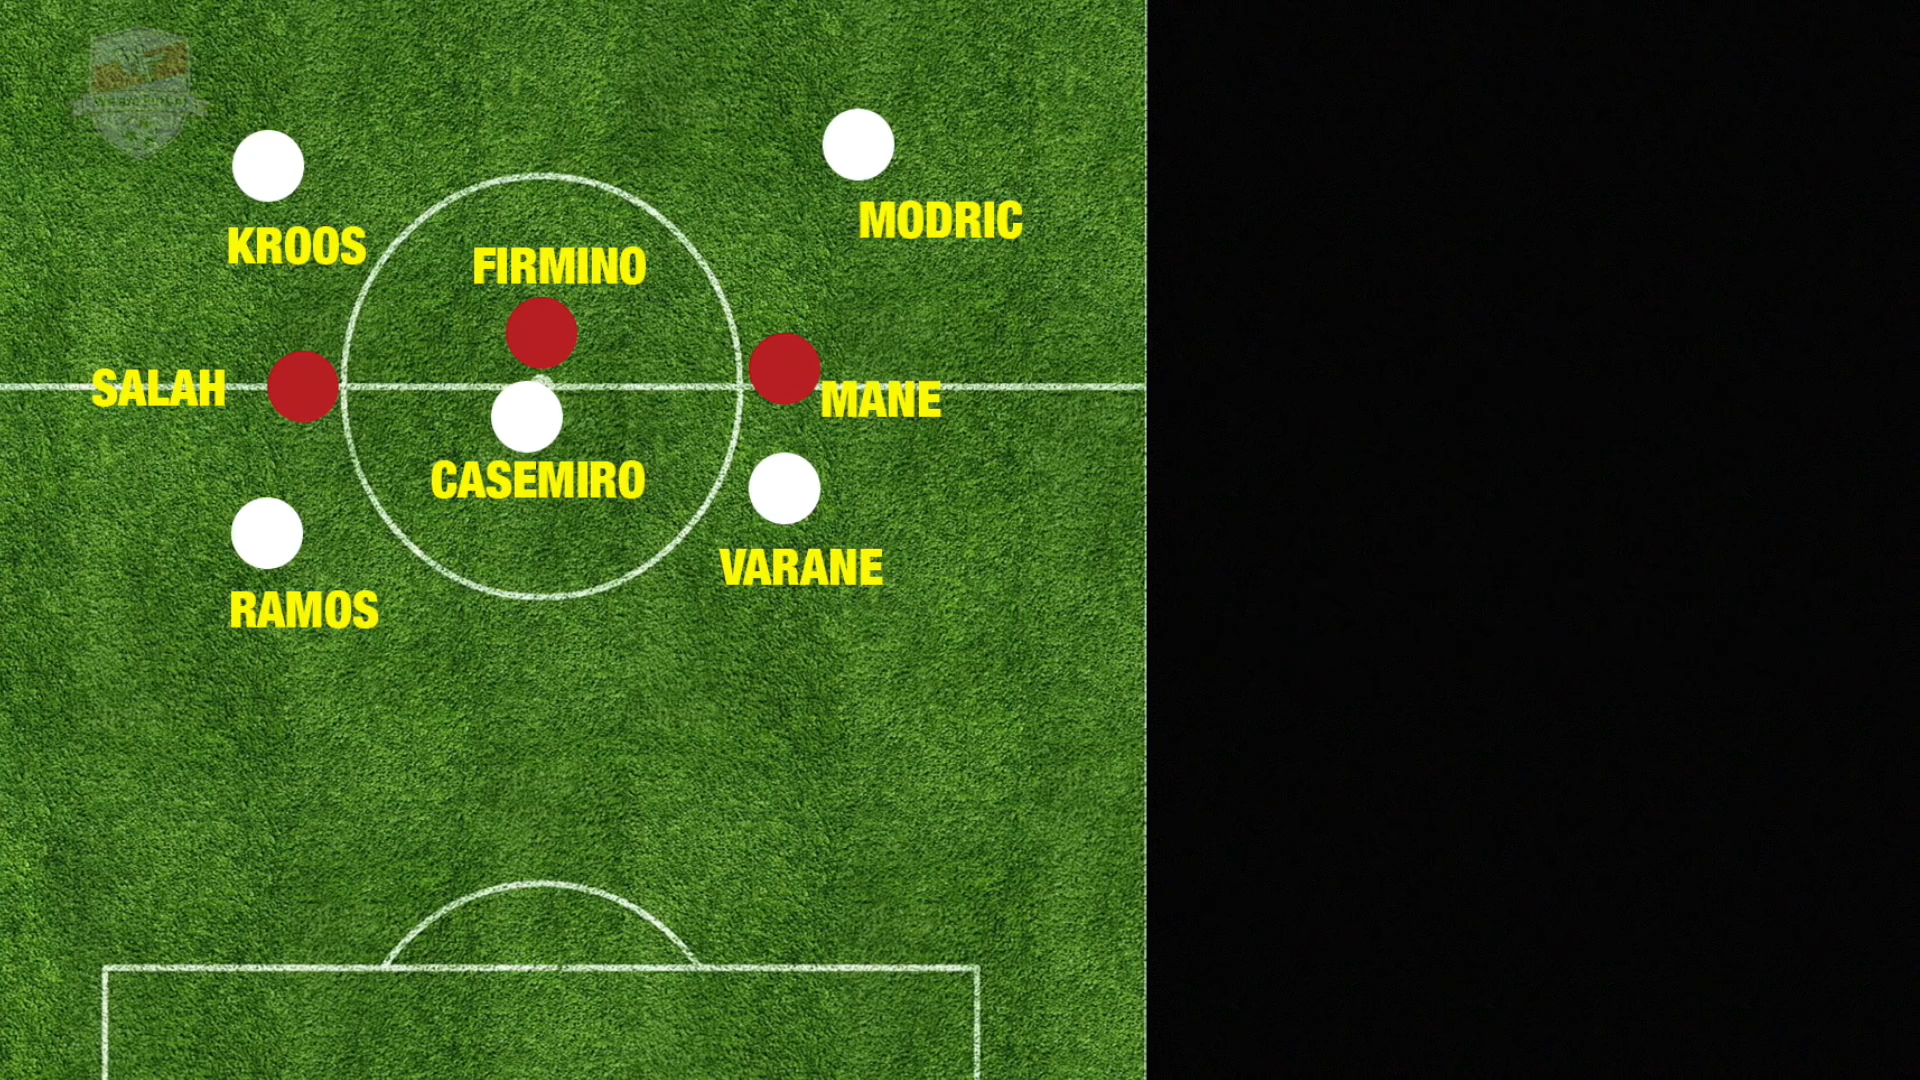 MODRIC
KROOS
FIRMINO
SALAH
MANE
CASEMIRO
VARANE
RAMOS